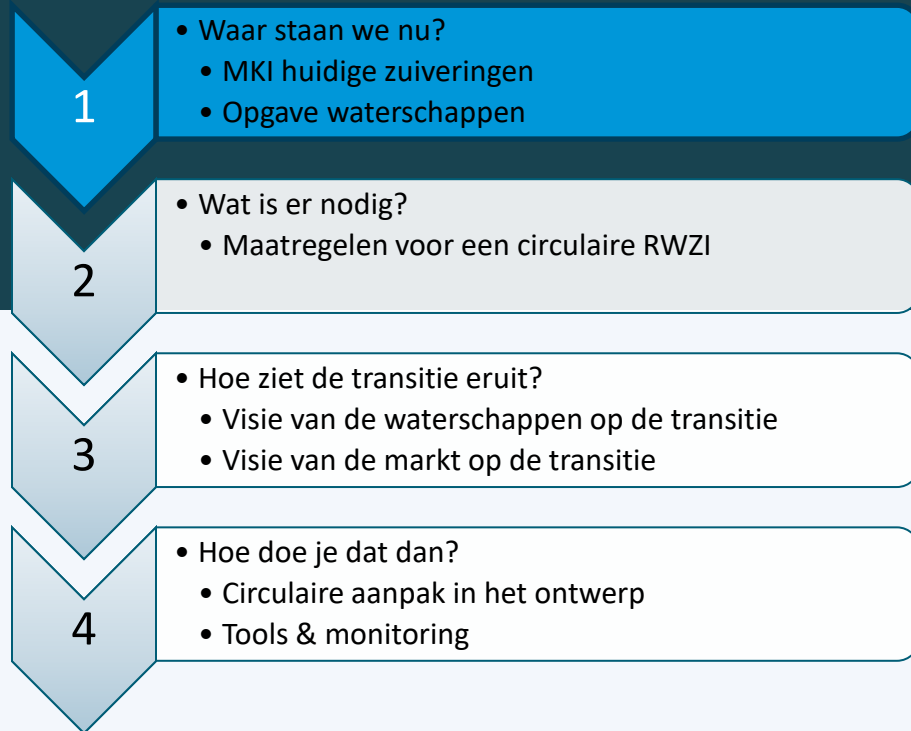 1
• Waar staan we nu?
• MKI huidige zuiveringen
• Opgave waterschappen
2
• Wat is er nodig?
• Maatregelen voor een circulaire RWZI
3
• Hoe ziet de transitie eruit?
• Visie van de waterschappen op de transitie
• Visie van de markt op de transitie
4
• Hoe doe je dat dan?
• Circulaire aanpak in het ontwerp
• Tools & monitoring